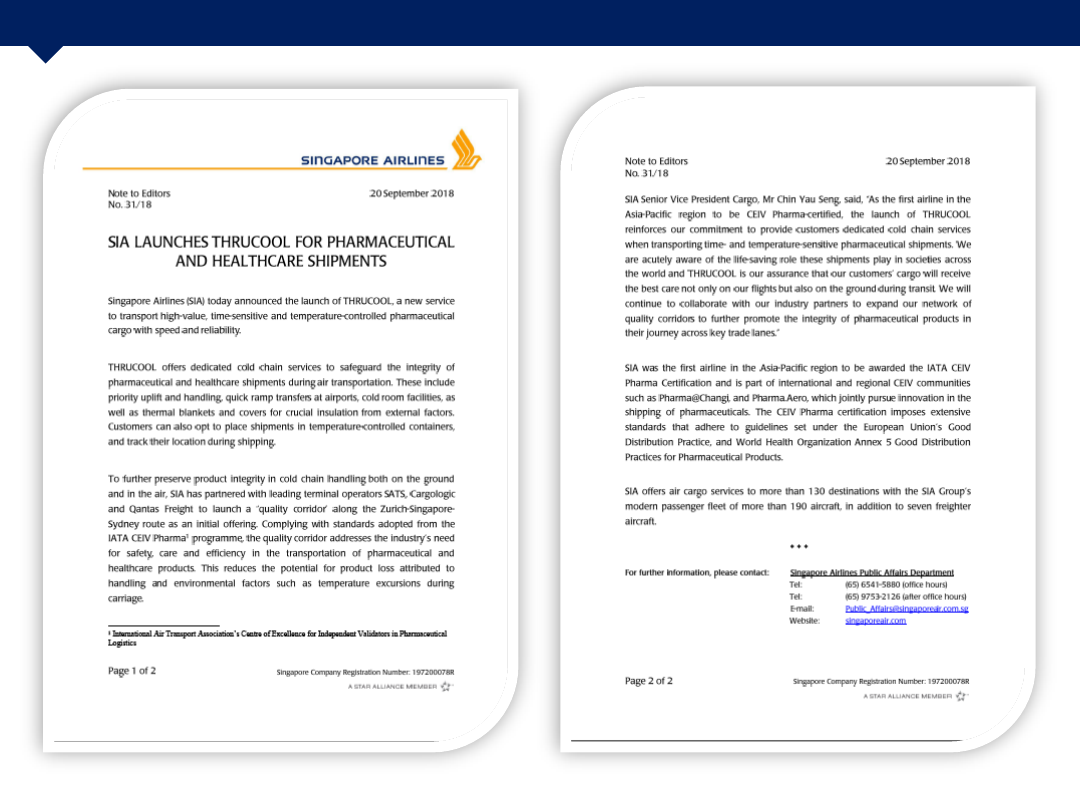 SINGAPORE AIRLINES
Note to Editors 20 September 2018
No. 31/18
SIA LAUNCHES THRUCOOL FOR PHARMACEUTICAL
AND HEALTHCARE SHIPMENTS
Singapore Airlines (SIA) today announced the launch of THRUCOOL, a new service
to transport high-value, time-sensitive and temperature-controlled pharmaceutical
cargo with speed and reliability.
THRUCOOL offers dedicated cold chain services to safeguard the integrity of
pharmaceutical and healthcare shipments during air transportation. These include
priority uplift and handling, quick ramp transfers at airports, cold room facilities, as
well as thermal blankets and covers for crucial insulation from external factors.
Customers can also opt to place shipments in temperature-controlled containers,
and track their location during shipping.
To further preserve product integrity in cold chain handling both on the ground
and in the air, SIA has partnered with leading terminal operators SATS, Cargologic
and Qantas Freight to launch a 'quality corridor' along the Zurich-Singapore-
Sydney route as an initial offering. Complying with standards adopted from the
IATA CEIV Pharma¹ programme, the quality corridor addresses the industry's need
for safety, care and efficiency in the transportation of pharmaceutical and
healthcare products. This reduces the potential for product loss attributed to
handling and environmental factors such as temperature excursions during
carriage.
¹ International Air Transport Association's Centre of Excellence for Independent Validators in Pharmaceutical
Logistics
Page 1 of 2 Singapore Company Registration Number: 197200078R
A STAR ALLIANCE MEMBER
Note to Editors 20 September 2018
No. 31/18
SIA Senior Vice President Cargo, Mr Chin Yau Seng, said, "As the first airline in the
Asia-Pacific region to be CEIV Pharma-certified, the launch of THRUCOOL
reinforces our commitment to provide customers dedicated cold chain services
when transporting time- and temperature-sensitive pharmaceutical shipments. We
are acutely aware of the life-saving role these shipments play in societies across
the world and THRUCOOL is our assurance that our customers' cargo will receive
the best care not only on our flights but also on the ground during transit. We will
continue to collaborate with our industry partners to expand our network of
quality corridors to further promote the integrity of pharmaceutical products in
their journey across key trade lanes."
SIA was the first airline in the Asia-Pacific region to be awarded the IATA CEIV
Pharma Certification and is part of international and regional CEIV communities
such as Pharma@Changi, and Pharma.Aero, which jointly pursue innovation in the
shipping of pharmaceuticals. The CEIV Pharma certification imposes extensive
standards that adhere to guidelines set under the European Union's Good
Distribution Practice, and World Health Organization Annex 5 Good Distribution
Practices for Pharmaceutical Products.
SIA offers air cargo services to more than 130 destinations with the SIA Group's
modern passenger fleet of more than 190 aircraft, in addition to seven freighter
aircraft.
* * *
For further information, please contact: Singapore Airlines Public Affairs Department
Tel: (65) 6541-5880 (office hours)
Tel: (65) 9753-2126 (after office hours)
E-mail: Public_Affairs@singaporeair.com.sg
Website: singaporeair.com
Page 2 of 2 Singapore Company Registration Number: 197200078R
A STAR ALLIANCE MEMBER